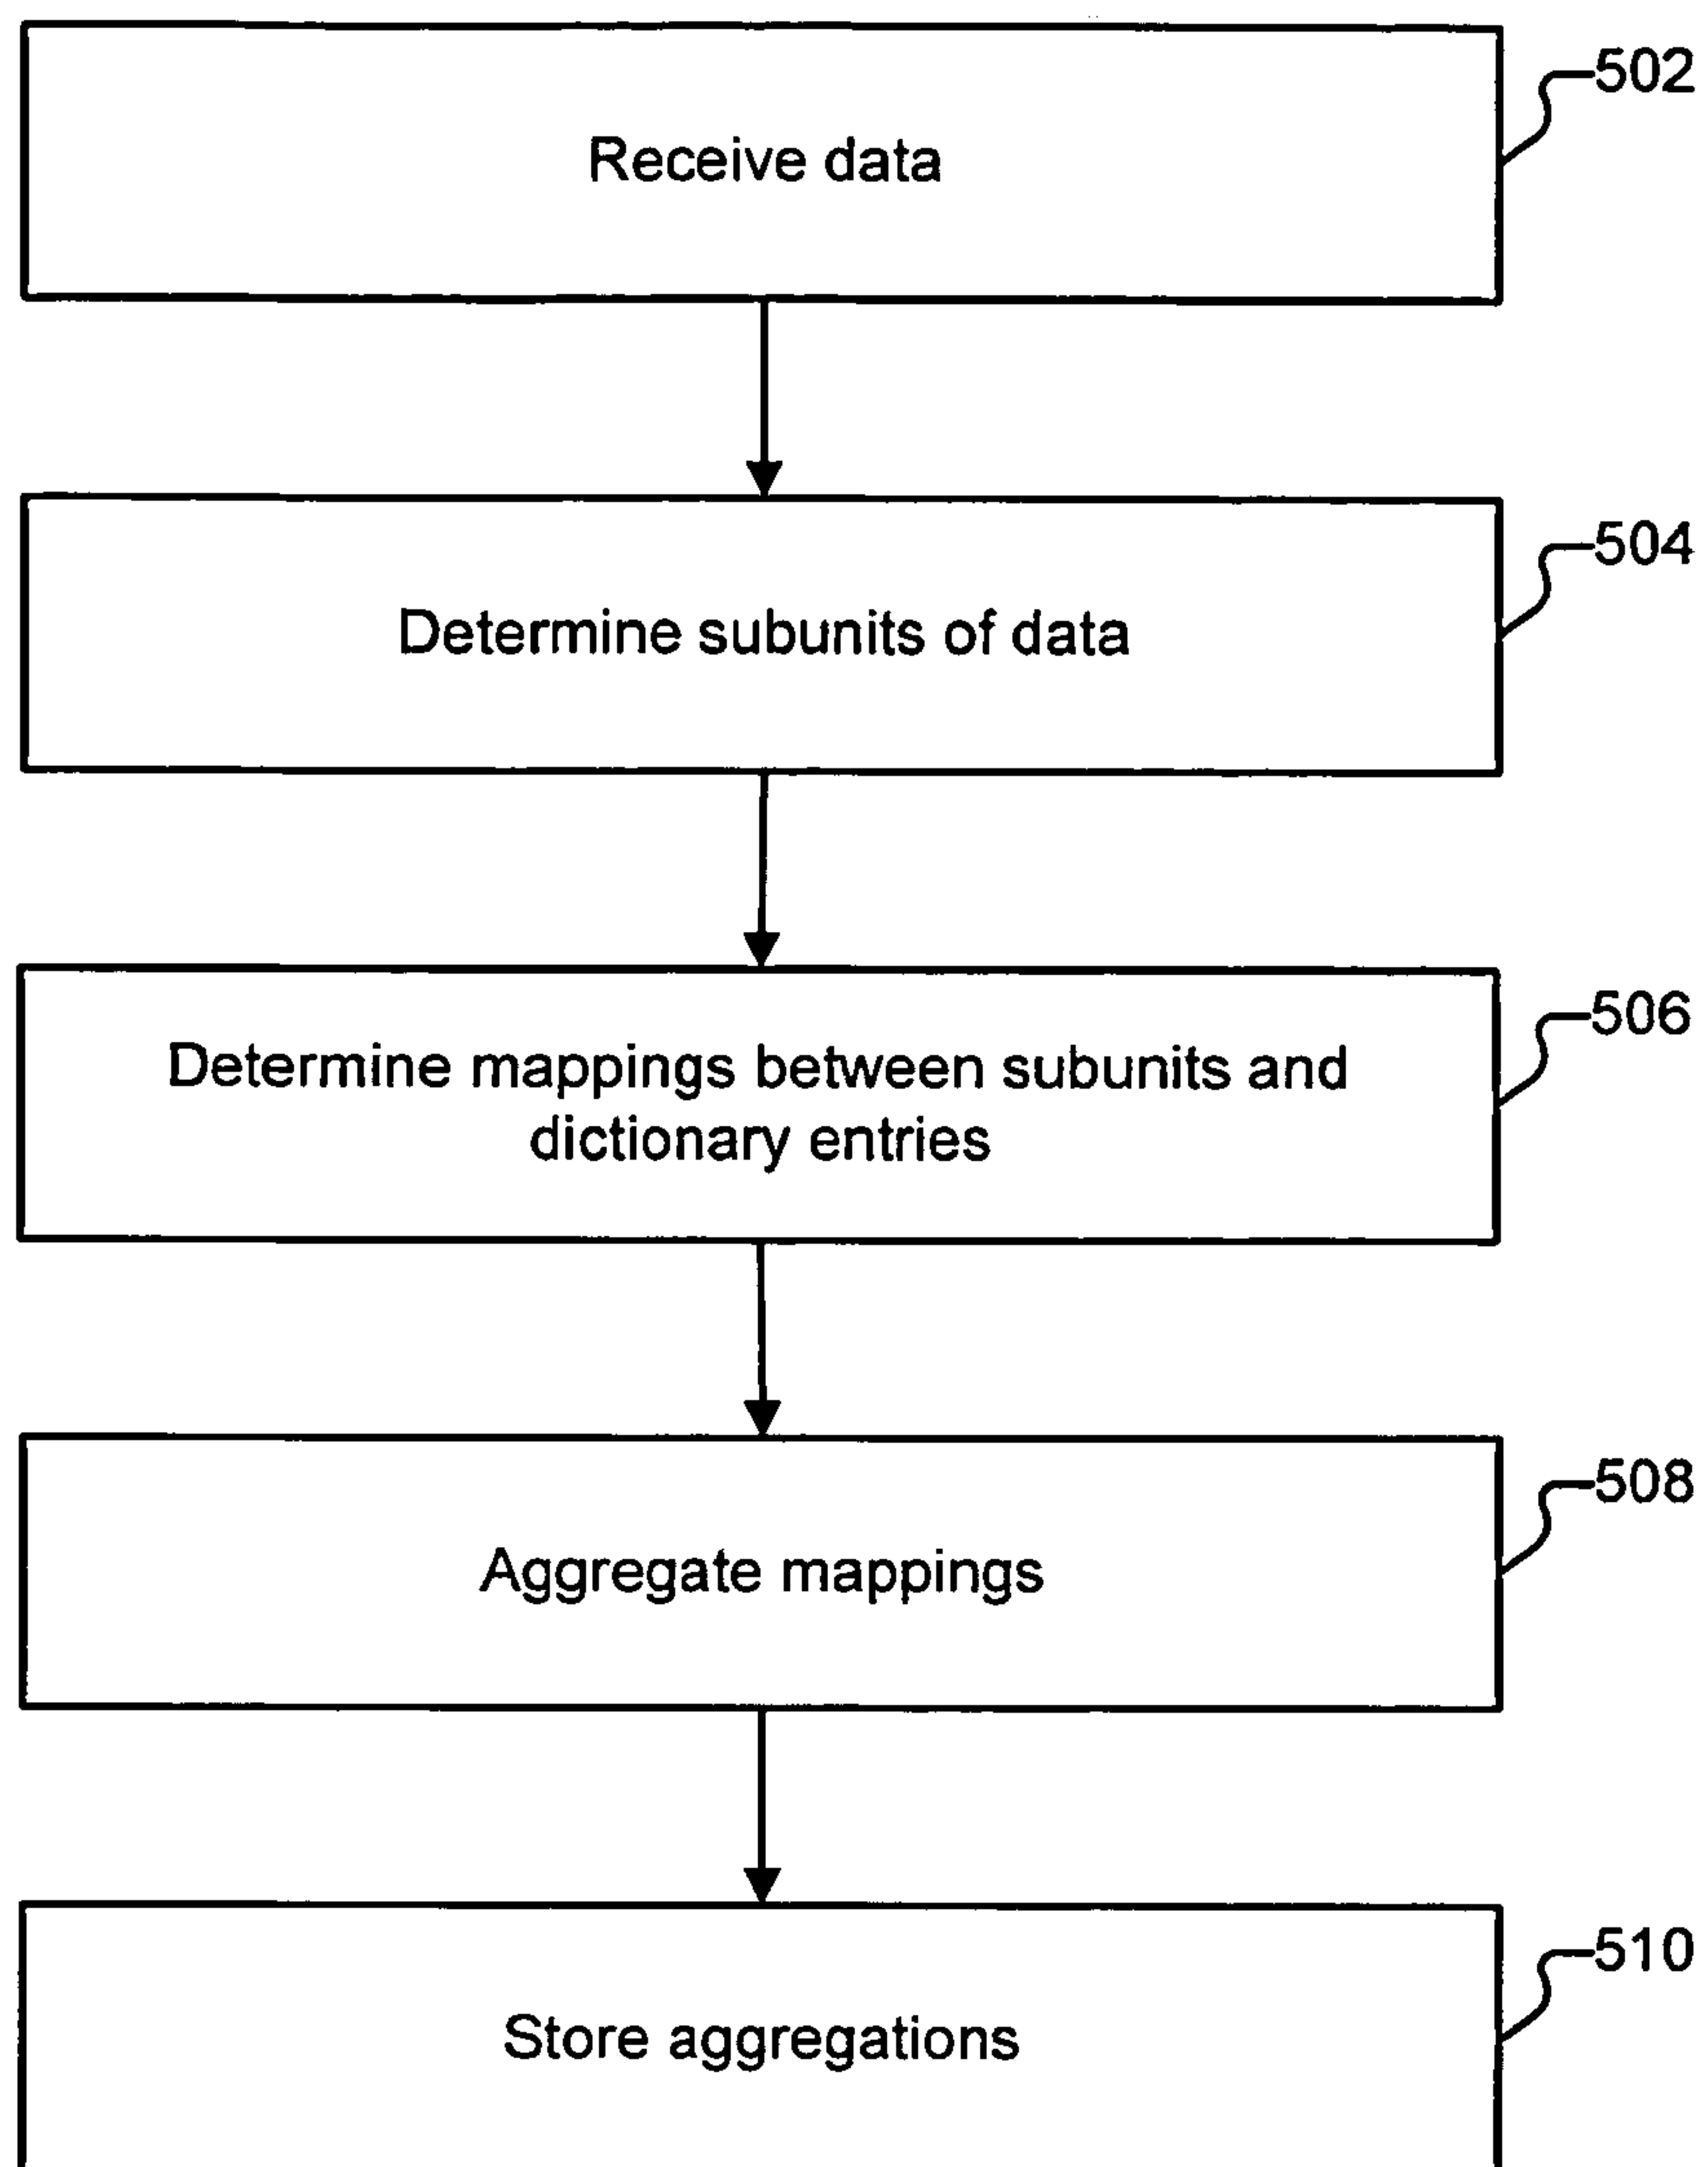 502
Receive data
504
Determine subunits of data
506
Determine mappings between subunits and
dictionary entries
508
Aggregate mappings
510
Store aggregations